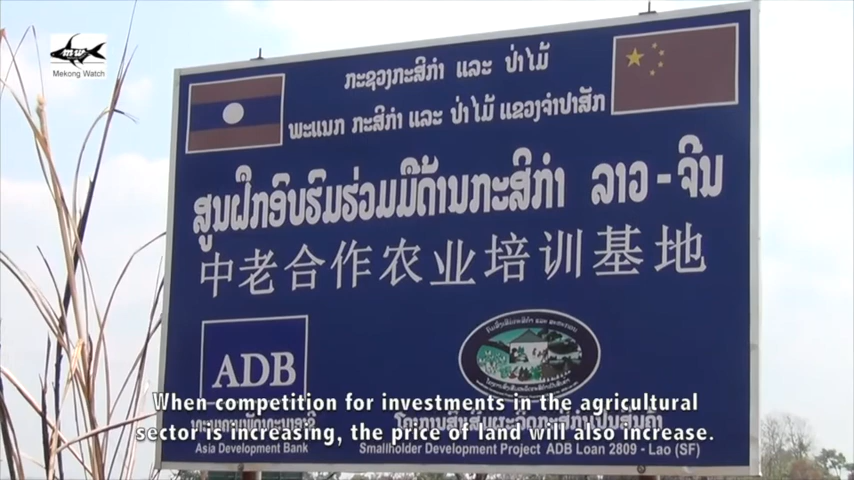 Mekong Watch
ກະຊວງກະສິກຳ ແລະ ປ່າໄມ້
ພະແນກ ກະສິກຳ ແລະ ປ່າໄມ້ ແຂວງຈຳປາສັກ
ສູນຝຶກອົບຮົມຮ່ວມມືດ້ານກະສິກຳ ລາວ - ຈີນ
中老合作农业培训基地
ADB
When competition for investments in the agricultural
sector is increasing, the price of land will also increase.
Asia Development Bank
Smallholder Development Project ADB Loan 2809 - Lao (SF)